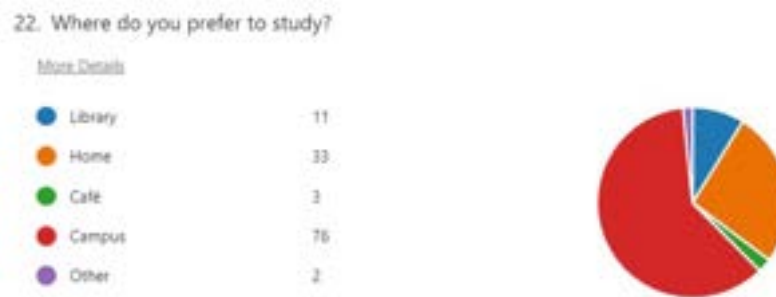 22. Where do you prefer to study?
More Details
Library 11
Home 33
Café 3
Campus 76
Other 2